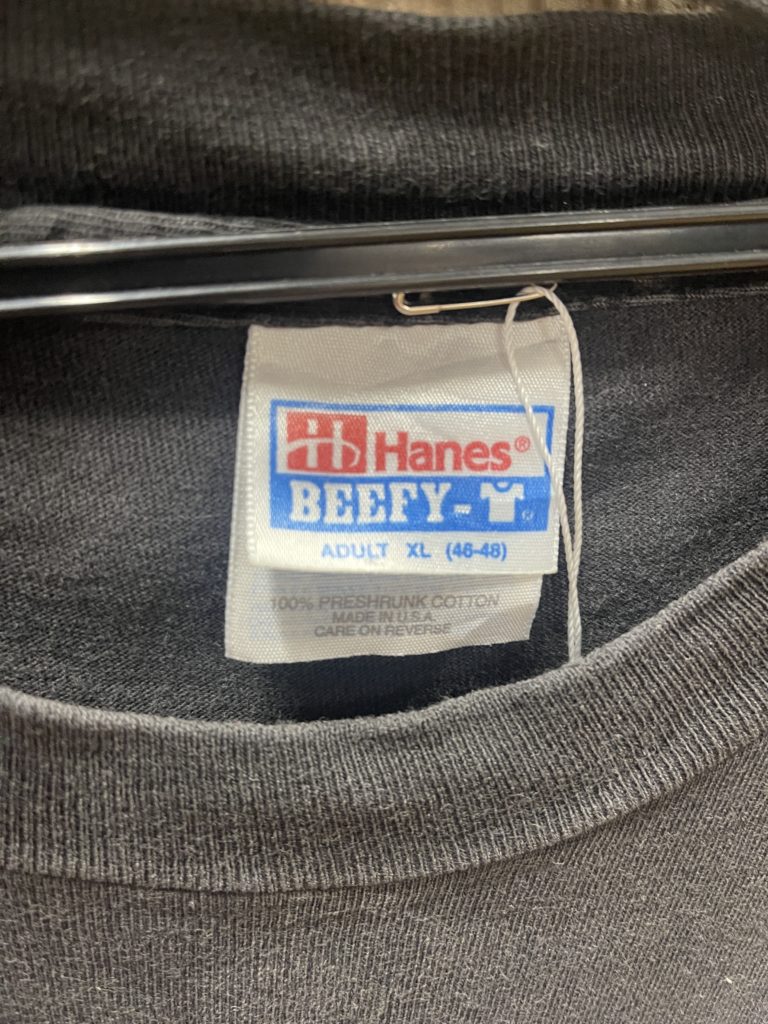 Hanes®
BEEFY-T
ADULT XL (46-48)
100% PRESHRUNK COTTON
MADE IN U.S.A.
CARE ON REVERSE